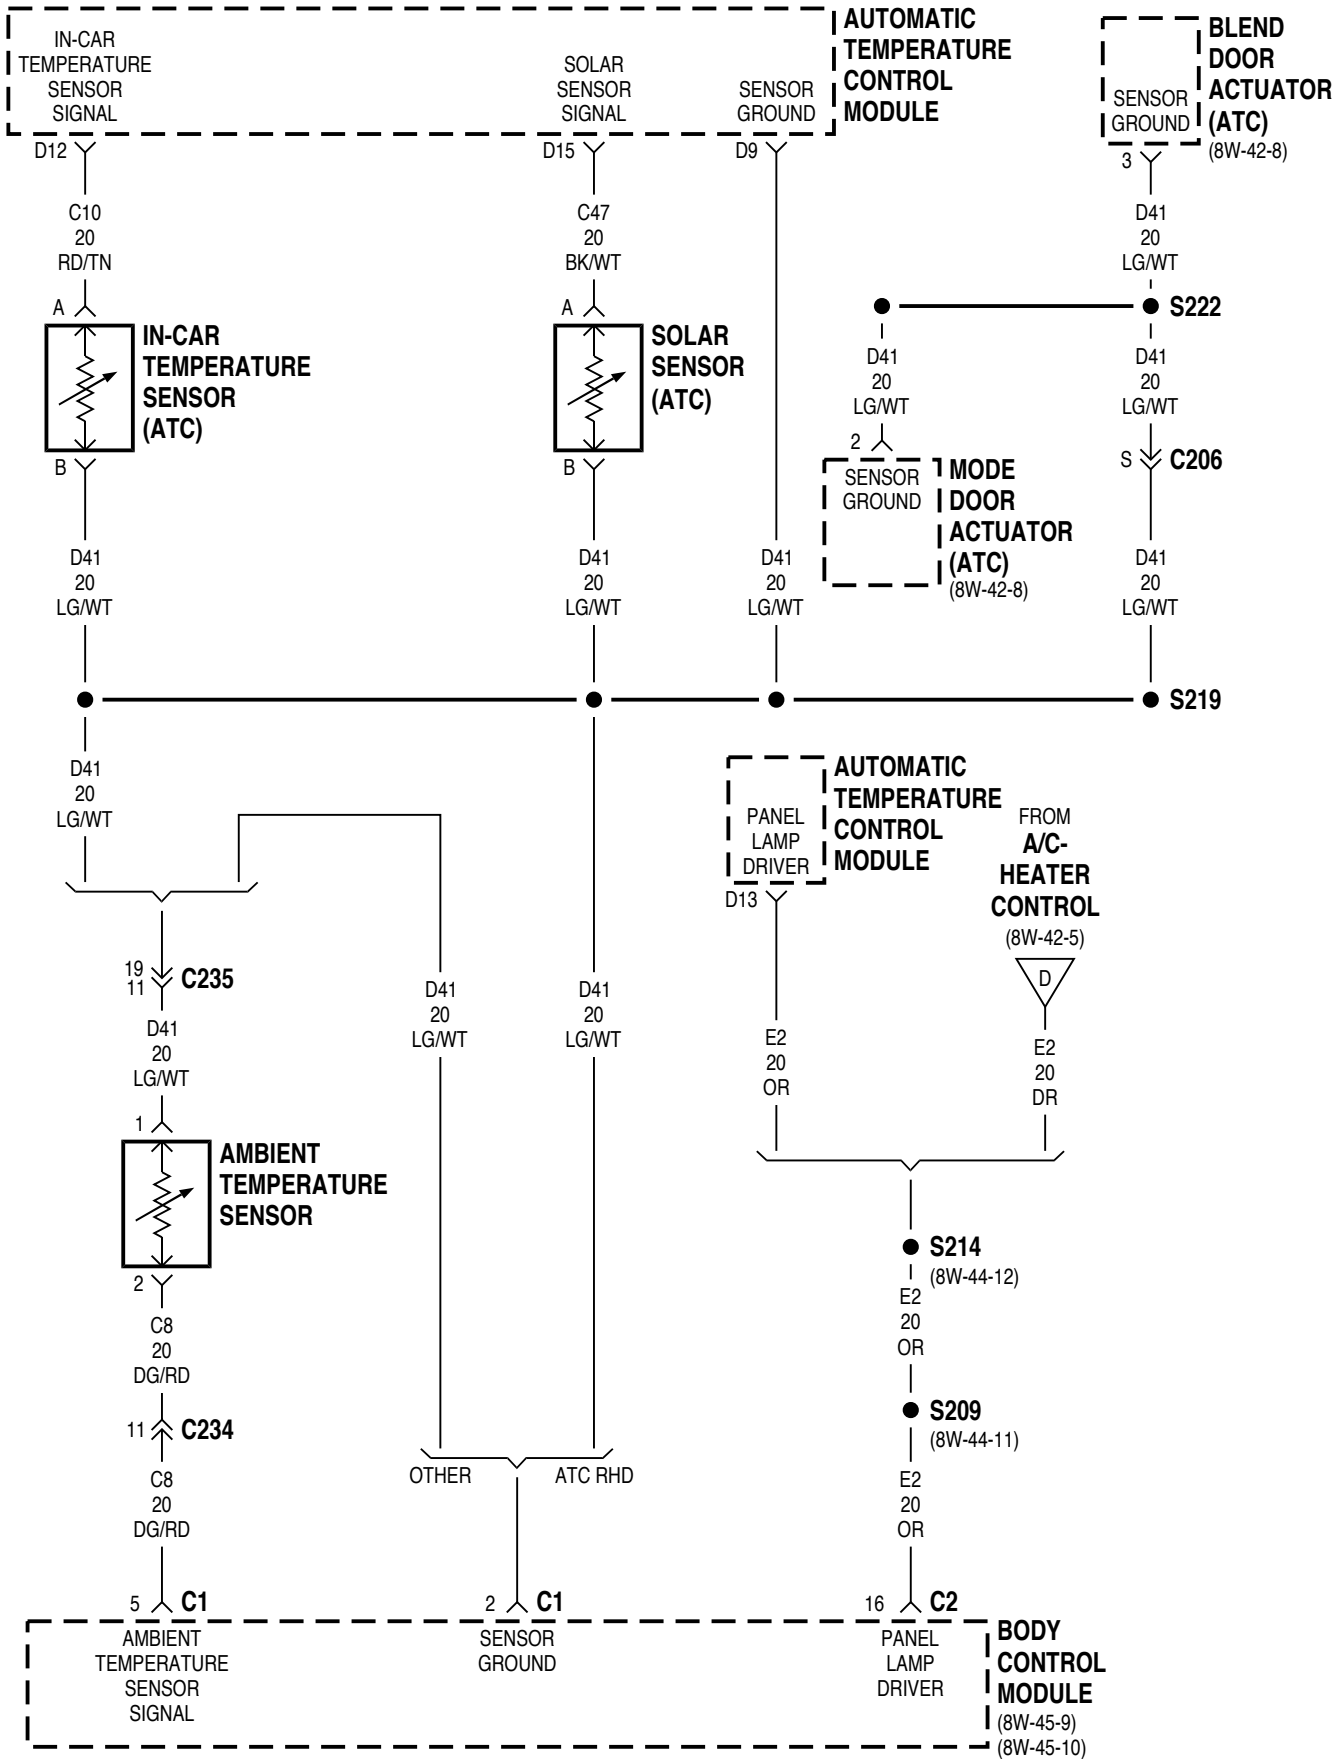 IN-CAR
TEMPERATURE
SENSOR
SIGNAL
SOLAR
SENSOR
SIGNAL
SENSOR
GROUND
AUTOMATIC
TEMPERATURE
CONTROL
MODULE
SENSOR
GROUND
BLEND
DOOR
ACTUATOR
(ATC)
(8W-42-8)
D12
D15
D9
3
C10
20
RD/TN
C47
20
BK/WT
D41
20
LG/WT
A
IN-CAR
TEMPERATURE
SENSOR
(ATC)
B
A
SOLAR
SENSOR
(ATC)
B
S222
D41
20
LG/WT
D41
20
LG/WT
2
SENSOR
GROUND
MODE
DOOR
ACTUATOR
(ATC)
(8W-42-8)
S
C206
D41
20
LG/WT
D41
20
LG/WT
D41
20
LG/WT
D41
20
LG/WT
S219
D41
20
LG/WT
PANEL
LAMP
DRIVER
AUTOMATIC
TEMPERATURE
CONTROL
MODULE
FROM
A/C-
HEATER
CONTROL
(8W-42-5)
D
D13
19
11
C235
D41
20
LG/WT
D41
20
LG/WT
D41
20
LG/WT
E2
20
OR
E2
20
DR
1
AMBIENT
TEMPERATURE
SENSOR
2
S214
(8W-44-12)
C8
20
DG/RD
E2
20
OR
11
C234
S209
(8W-44-11)
C8
20
DG/RD
OTHER
ATC RHD
E2
20
OR
5
C1
2
C1
16
C2
AMBIENT
TEMPERATURE
SENSOR
SIGNAL
SENSOR
GROUND
PANEL
LAMP
DRIVER
BODY
CONTROL
MODULE
(8W-45-9)
(8W-45-10)